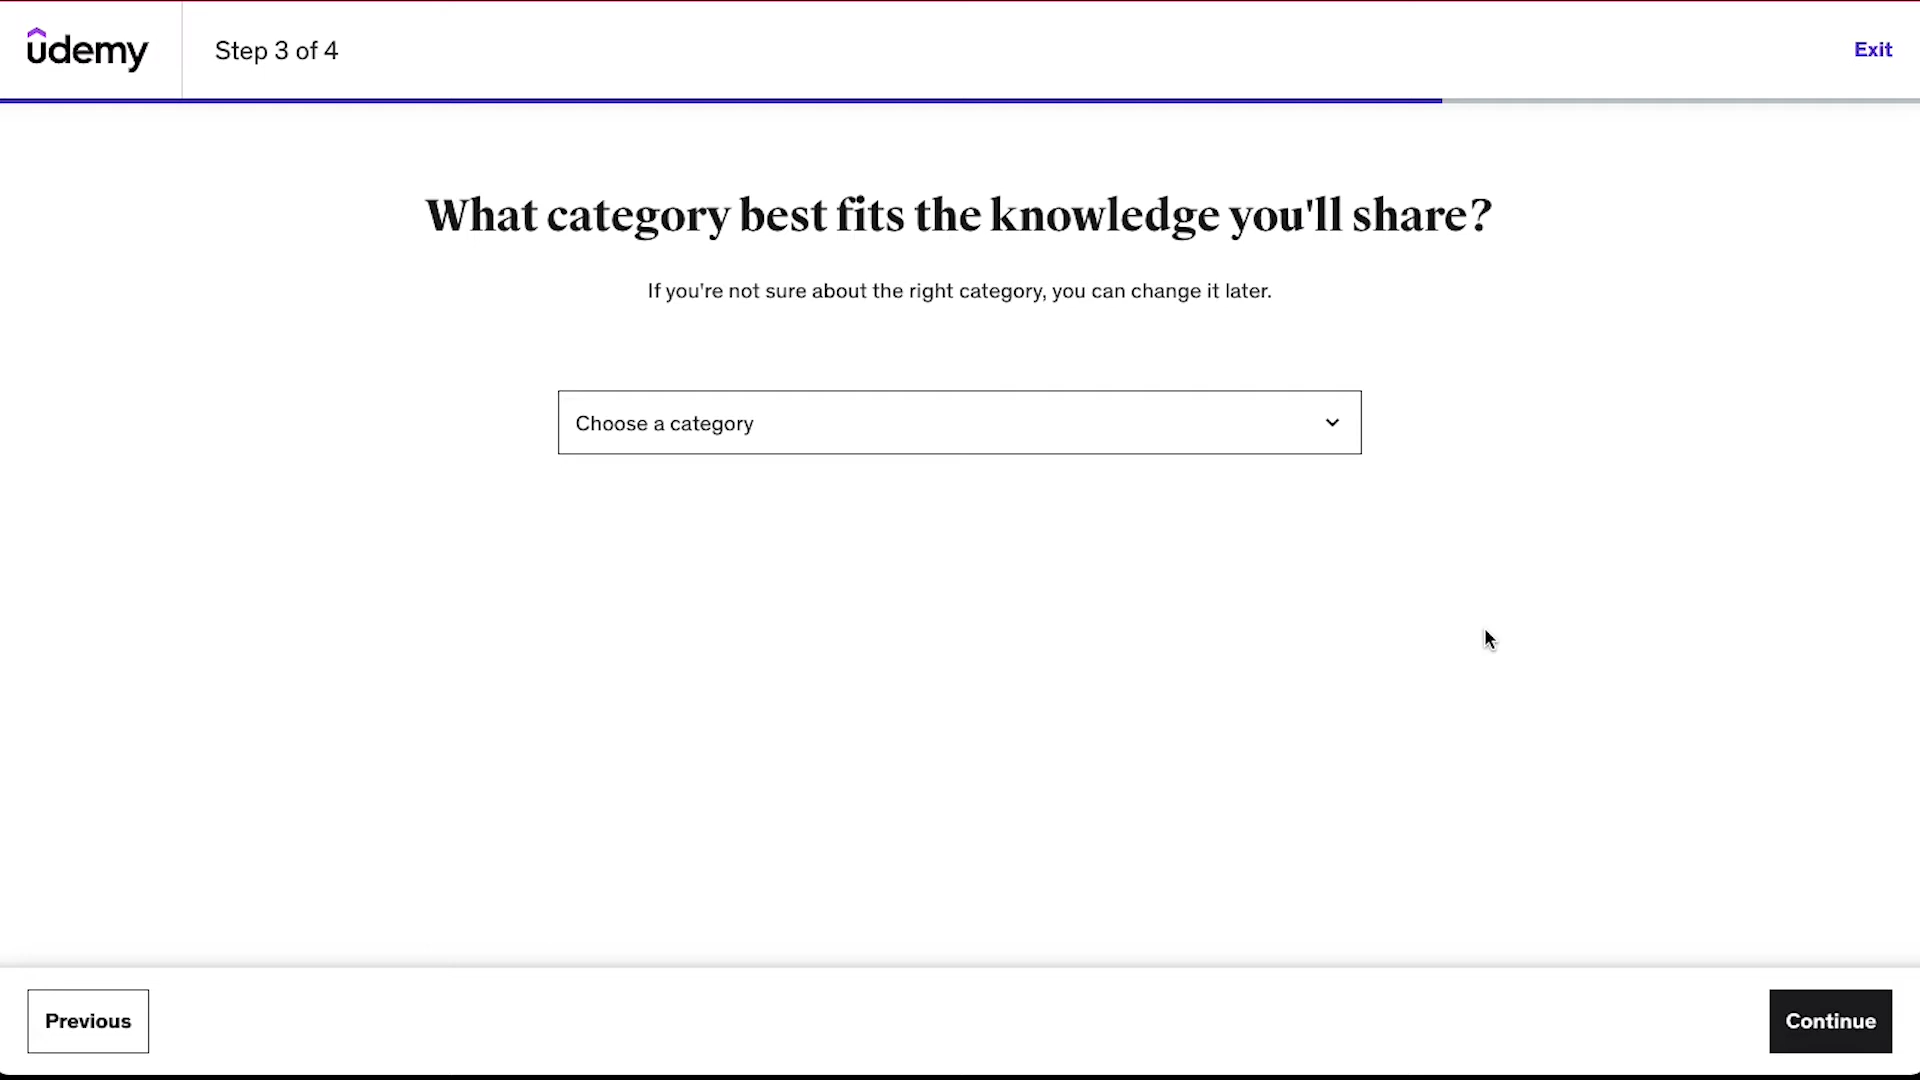 udemy
Step 3 of 4
Exit
What category best fits the knowledge you'll share?
If you're not sure about the right category, you can change it later.
Choose a category
Previous
Continue